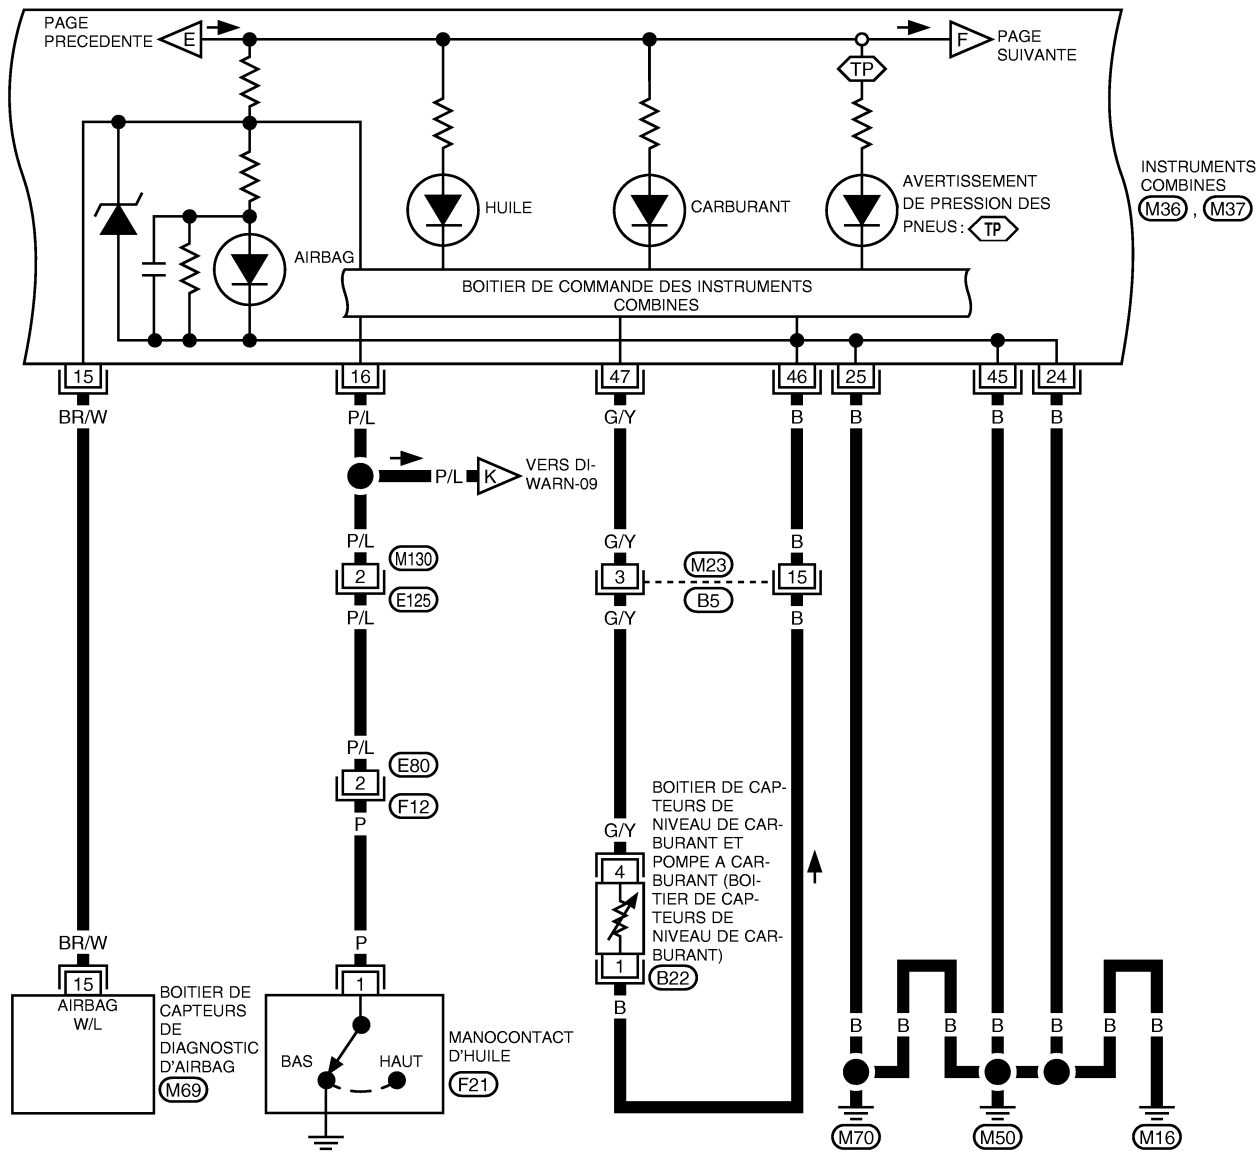 PAGE
PRECEDENTE
E
F
PAGE
SUIVANTE
TP
INSTRUMENTS
COMBINES
M36 , M37
HUILE
CARBURANT
AVERTISSEMENT
DE PRESSION DES
PNEUS : TP
AIRBAG
BOITIER DE COMMANDE DES INSTRUMENTS
COMBINES
15 16 47 46 25 45 24
BR/W P/L G/Y B B B B
P/L K
VERS DI-
WARN-09
P/L G/Y B
M130
2
E125
3
M23
B5
15
P/L G/Y B
P/L
E80
2
F12
P
G/Y
BOITIER DE CAP-
TEURS DE
NIVEAU DE CAR-
BURANT ET
POMPE A CAR-
BURANT (BOI-
TIER DE CAP-
TEURS DE
NIVEAU DE CAR-
BURANT)
4
1
B22
B
BR/W P
15
AIRBAG
W/L
BOITIER DE
CAPTEURS
DE
DIAGNOSTIC
D'AIRBAG
M69
1
BAS HAUT
MANOCONTACT
D'HUILE
F21
B B B B B B B
M70 M50 M16